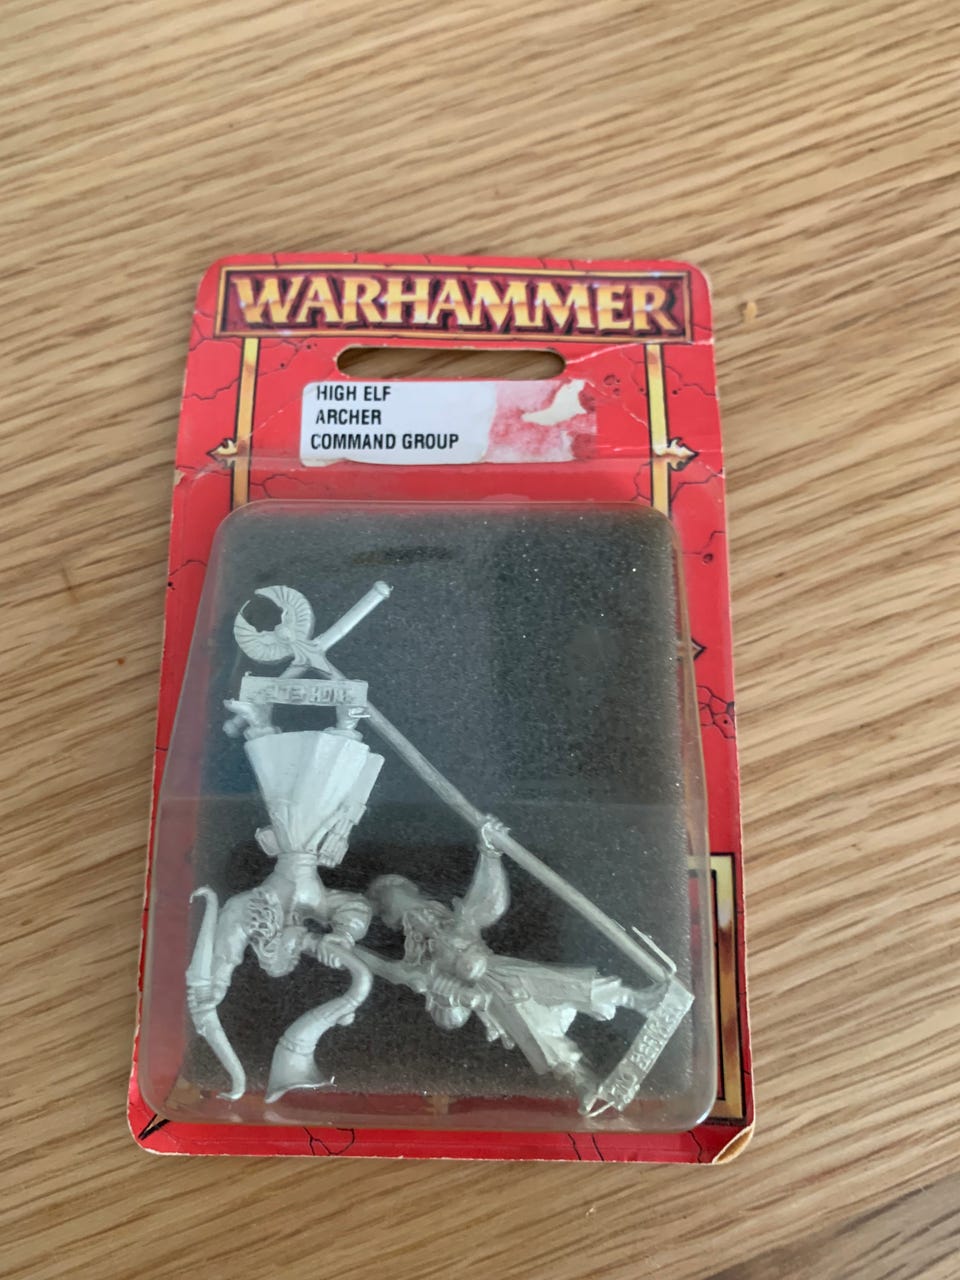 WARHAMMER
HIGH ELF
ARCHER
COMMAND GROUP